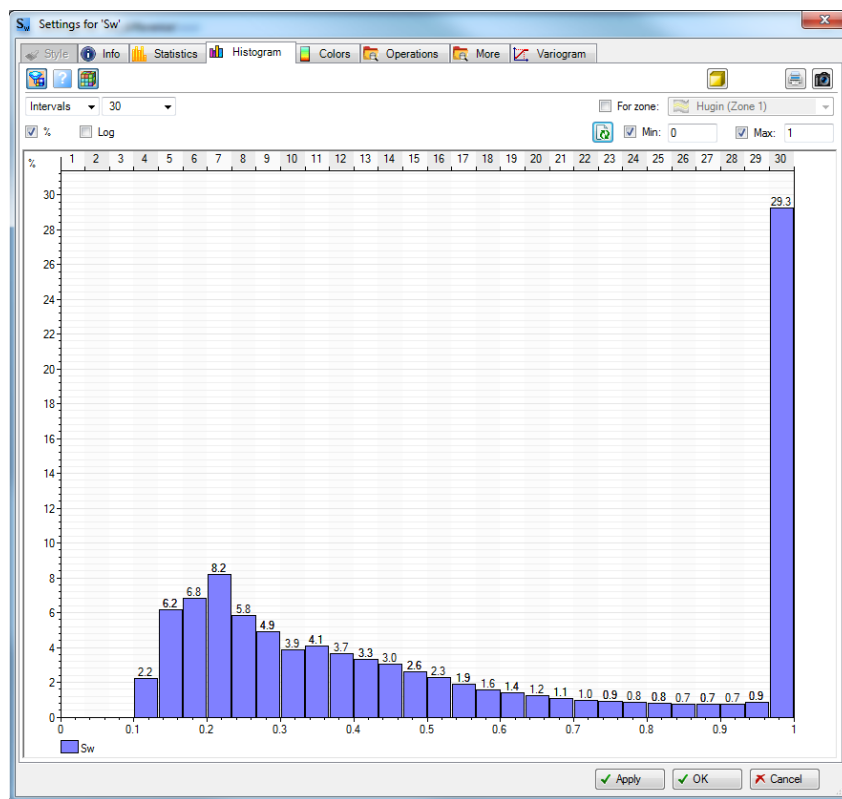 Sw Settings for 'Sw'
Style Info Statistics Histogram Colors Operations More Variogram
Intervals 30 For zone: Hugin (Zone 1)
% Log Min: 0 Max: 1
% 1 2 3 4 5 6 7 8 9 10 11 12 13 14 15 16 17 18 19 20 21 22 23 24 25 26 27 28 29 30
30
29.3
28
26
24
22
20
18
16
14
12
10
8
8.2
6.8
6.2
6
5.8
4.9
4
3.9 4.1 3.7 3.3 3.0
2.2
2.6 2.3
2
1.9 1.6 1.4 1.2 1.1 1.0 0.9 0.8 0.8 0.7 0.7 0.7 0.9
0
0 0.1 0.2 0.3 0.4 0.5 0.6 0.7 0.8 0.9 1
Sw
Apply OK Cancel